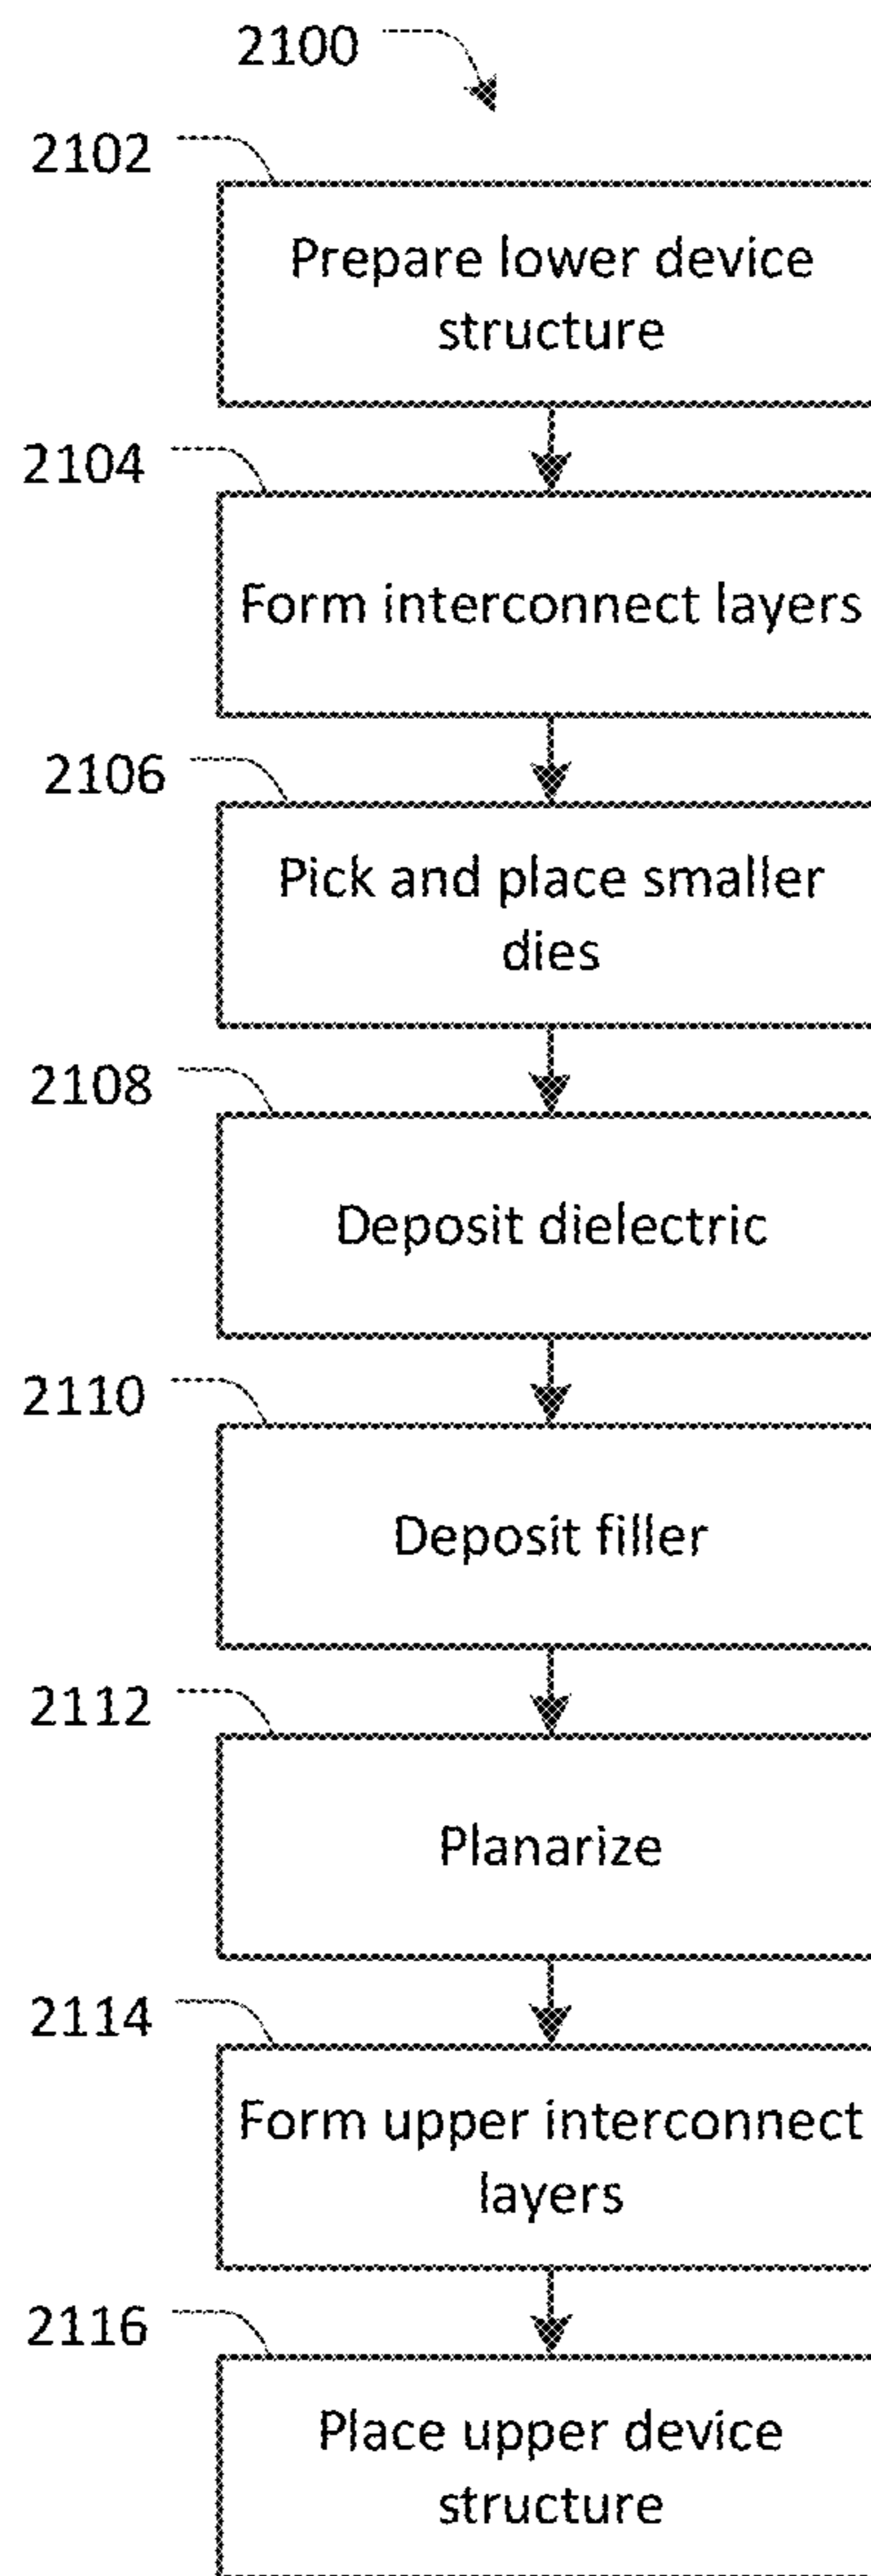 2100
2102
Prepare lower device
structure
2104
Form interconnect layers
2106
Pick and place smaller
dies
2108
Deposit dielectric
2110
Deposit filler
2112
Planarize
2114
Form upper interconnect
layers
2116
Place upper device
structure